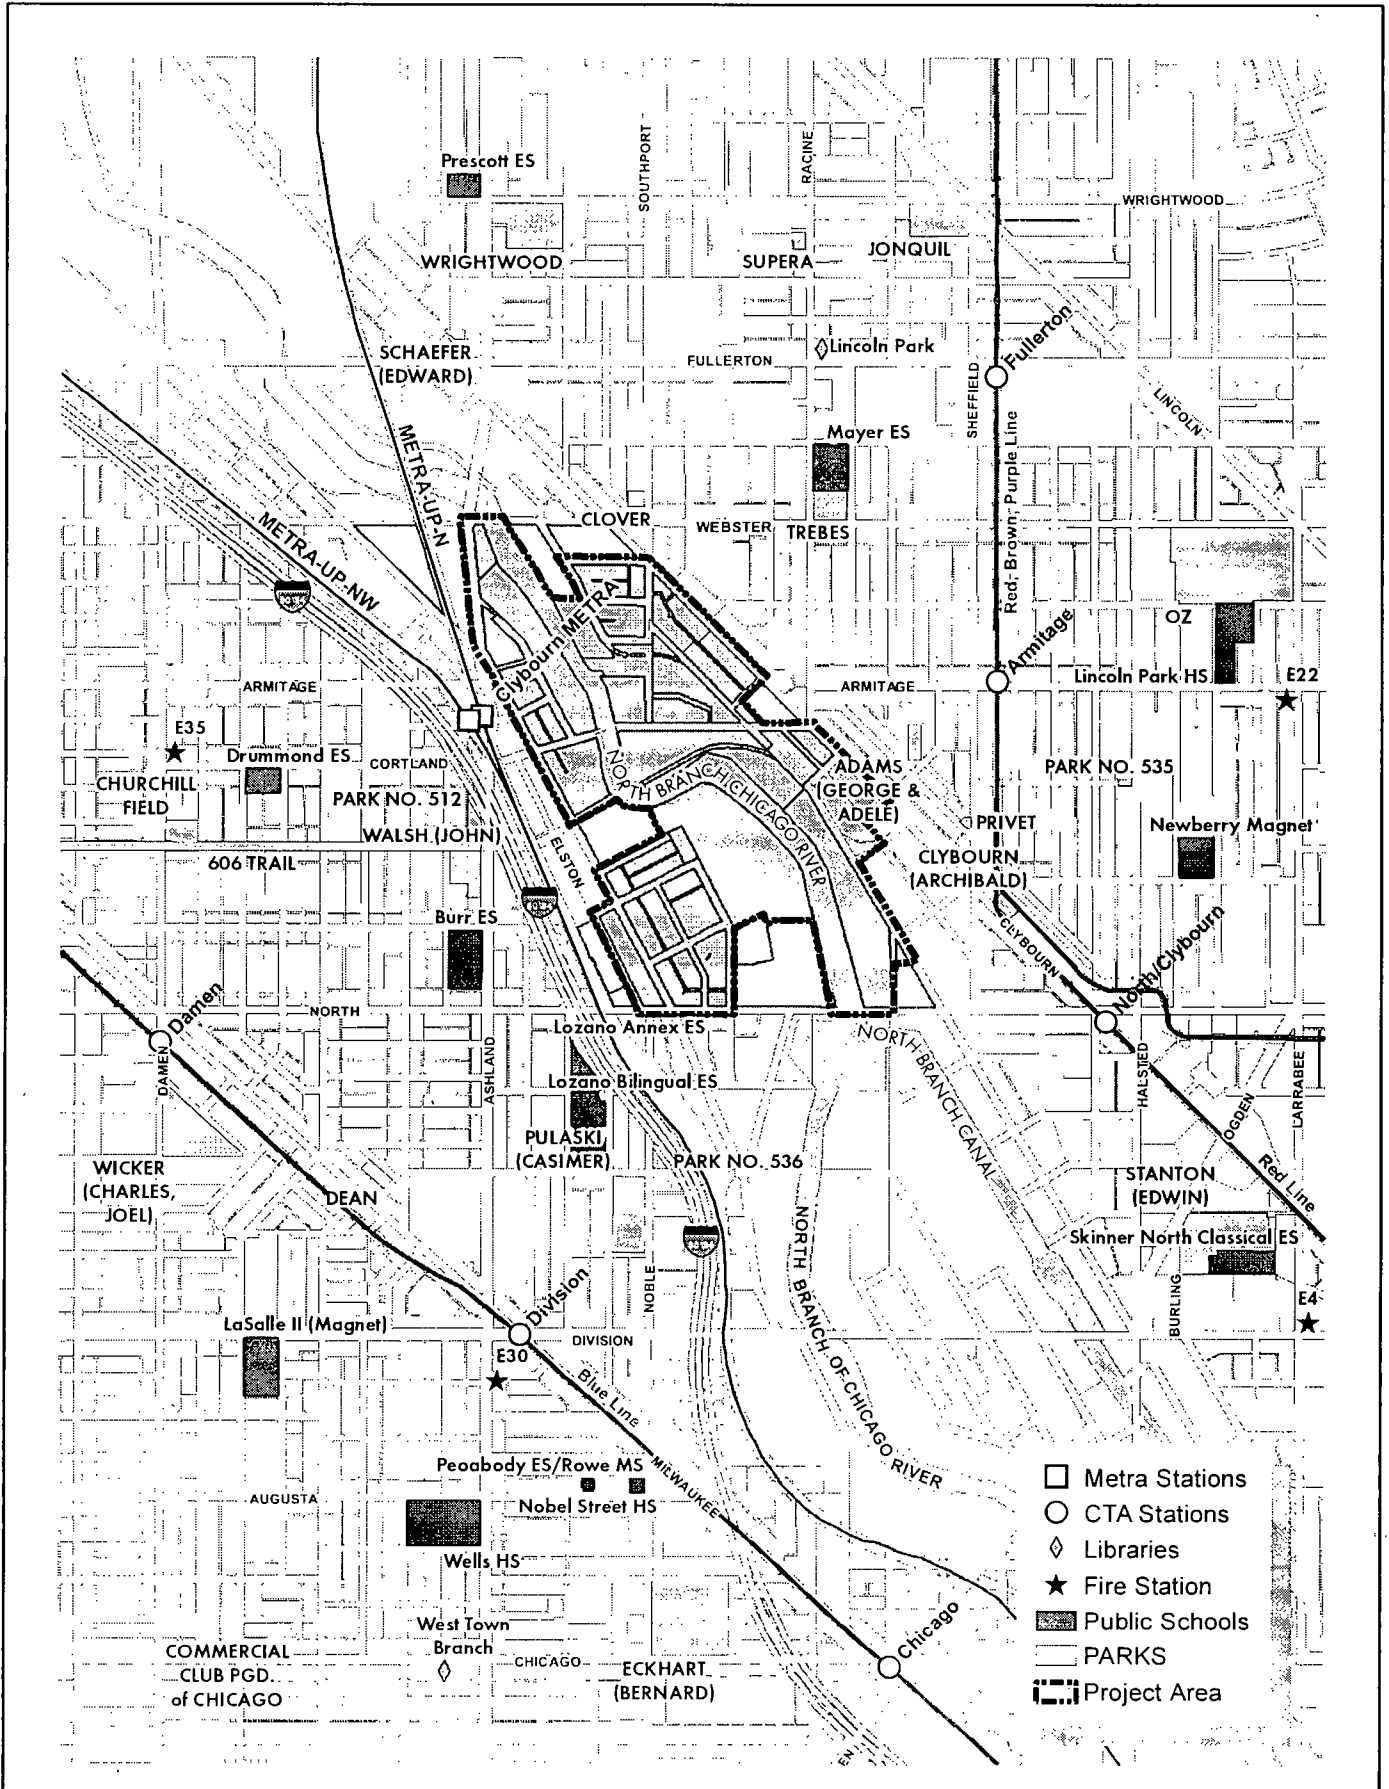 Prescott ES
SOUTHPORT
RACINE
WRIGHTWOOD
WRIGHTWOOD
SUPERA
JONQUIL
Fullerton
Lincoln Park
SCHAEFER
(EDWARD)
FULLERTON
SHEFFIELD
LINCOLN
METRA-UP-N
Mayer ES
Red, Brown, Purple Line
METRA-UP-NW
CLOVER
WEBSTER
TREBES
Clybourn METRA
OZ
Armitage
Lincoln Park HS
E22
ARMITAGE
ARMITAGE
E35
Drummond ES
CORTLAND
CHURCHILL
FIELD
PARK NO. 512
NORTH BRANCH CHICAGO RIVER
ADAMS
(GEORGE &
ADELE)
PARK NO. 535
WALSH (JOHN)
PRIVET
Newberry Magnet
606 TRAIL
ELSTON
CLYBOURN
(ARCHIBALD)
Burr ES
CLYBOURN
North/Clybourn
Damen
NORTH
Lozano Annex ES
NORTH BRANCH CANAL
DAMEN
ASHLAND
Lozano Bilingual ES
HALSTED
OGDEN
LARRABEE
PULASKI
(CASIMER)
PARK NO. 536
WICKER
(CHARLES,
JOEL)
DEAN
STANTON
(EDWIN)
Red Line
Skinner North Classical ES
NORTH BRANCH OF CHICAGO RIVER
NOBLE
BURLING
E4
Division
LaSalle II (Magnet)
DIVISION
E30
Blue Line
Peoabody ES/Rowe MS
MILWAUKEE
AUGUSTA
Nobel Street HS
Wells HS
West Town
Branch
COMMERCIAL
CLUB PGD.
of CHICAGO
CHICAGO
ECKHART
(BERNARD)
Chicago
Metra Stations
CTA Stations
Libraries
Fire Station
Public Schools
PARKS
Project Area
EN